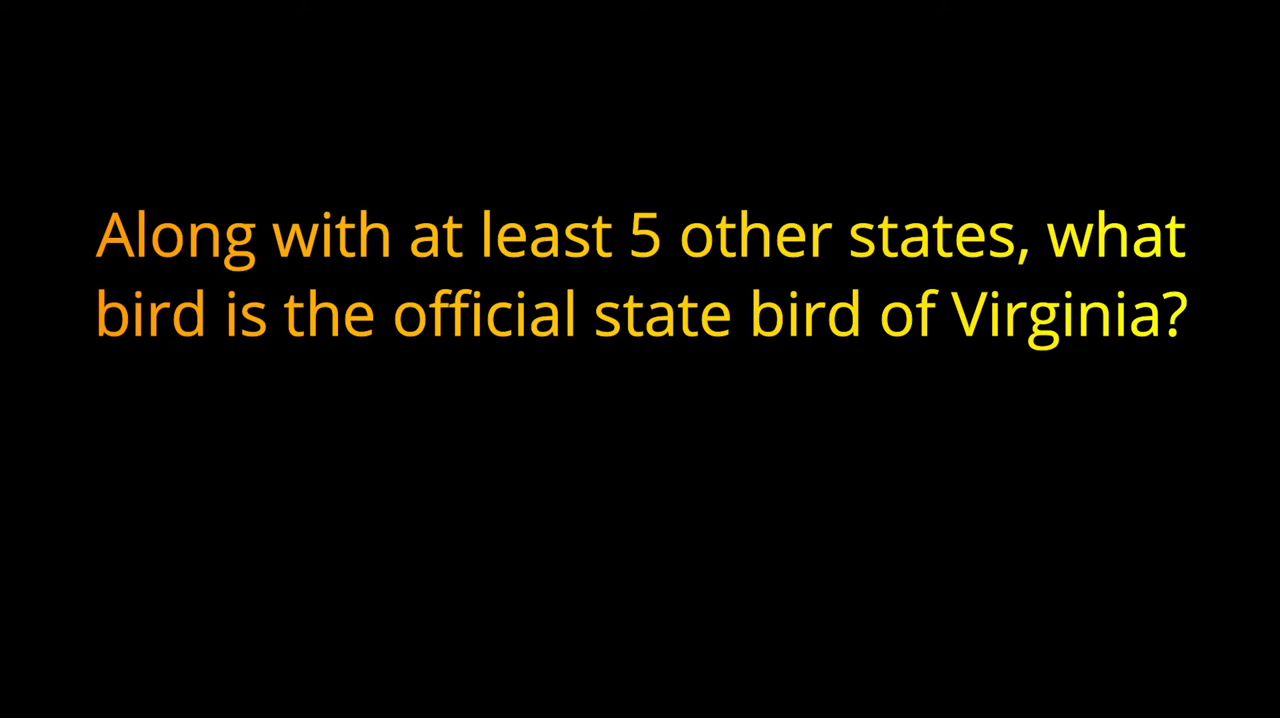 Along with at least 5 other states, what
bird is the official state bird of Virginia?